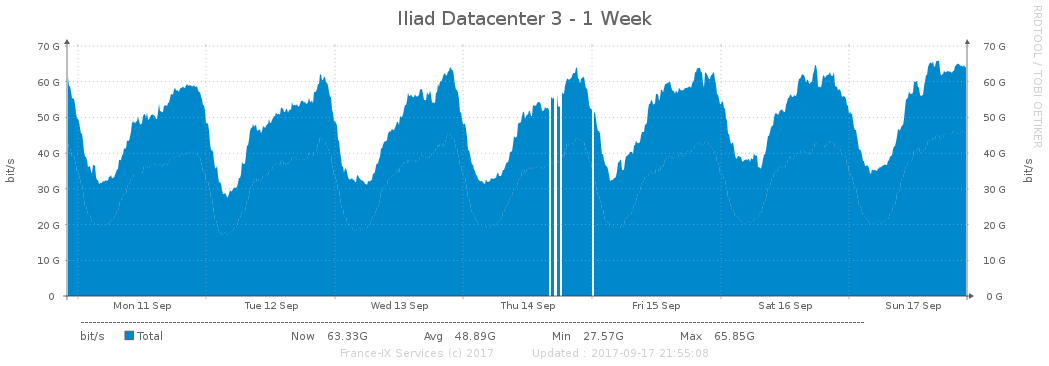 Iliad Datacenter 3 - 1 Week
RRDTOOL / TOBI OETIKER
70 G 70 G
60 G 60 G
50 G 50 G
40 G 40 G
30 G 30 G
20 G 20 G
10 G 10 G
0 0 G
bit/s bit/s
Mon 11 Sep Tue 12 Sep Wed 13 Sep Thu 14 Sep Fri 15 Sep Sat 16 Sep Sun 17 Sep
bit/s Total Now 63.33G Avg 48.89G Min 27.57G Max 65.85G
France-IX Services (c) 2017 Updated : 2017-09-17 21:55:08